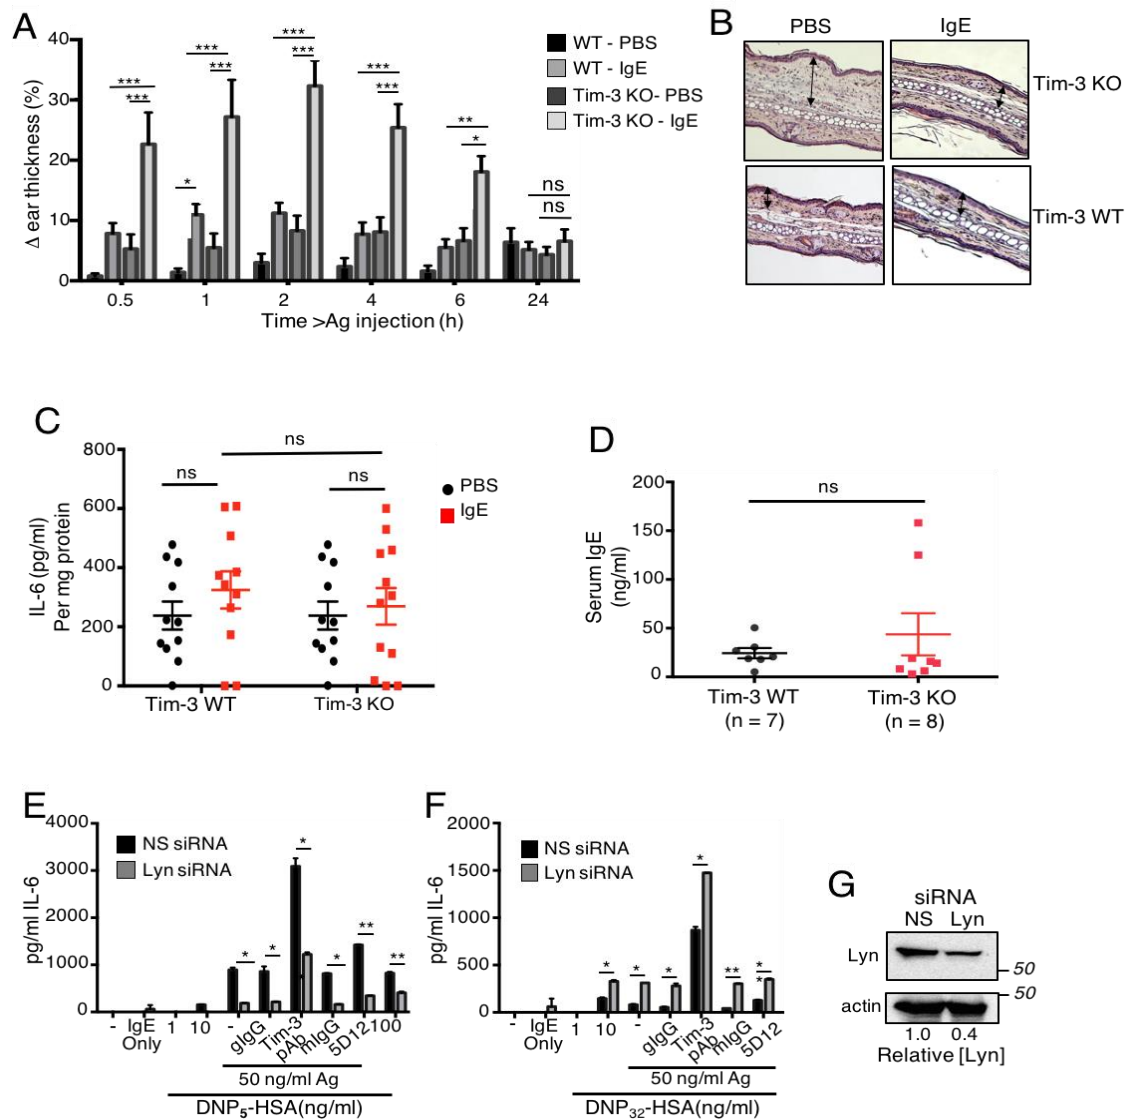 A
40
30
20
10
0
Δ ear thickness (%)
*** *** *** *** * *** *** *** *** ** * ns ns
0.5 1 2 4 6 24
Time >Ag injection (h)
WT - PBS
WT - IgE
Tim-3 KO- PBS
Tim-3 KO - IgE
B
PBS IgE
Tim-3 KO
Tim-3 WT
C
800
600
400
200
0
IL-6 (pg/ml)
Per mg protein
ns
ns ns
PBS
IgE
Tim-3 WT Tim-3 KO
D
200
150
100
50
0
Serum IgE
(ng/ml)
ns
Tim-3 WT Tim-3 KO
(n = 7) (n = 8)
E
4000
3000
2000
1000
0
pg/ml IL-6
NS siRNA
Lyn siRNA
* * * * ** **
- IgE Only 1 10 - gIgG Tim-3 pAb mIgG 5D12 100
50 ng/ml Ag
DNP5-HSA(ng/ml)
F
2000
1500
1000
500
0
pg/ml IL-6
NS siRNA
Lyn siRNA
* * * * ** * *
- IgE Only 1 10 - gIgG Tim-3 pAb mIgG 5D12
50 ng/ml Ag
DNP32-HSA(ng/ml)
G
siRNA
NS Lyn
Lyn
50
50
actin
1.0 0.4
Relative [Lyn]